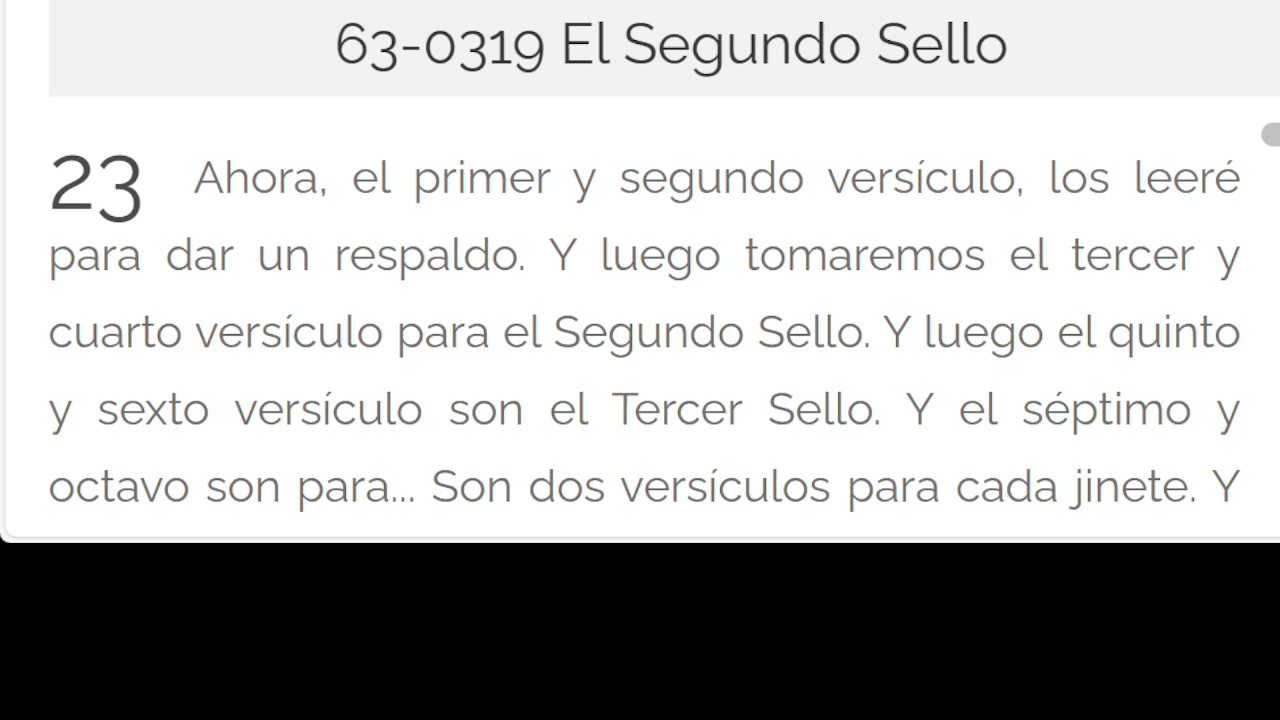 63-0319 El Segundo Sello
23 Ahora, el primer y segundo versículo, los leeré
para dar un respaldo. Y luego tomaremos el tercer y
cuarto versículo para el Segundo Sello. Y luego el quinto
y sexto versículo son el Tercer Sello. Y el séptimo y
octavo son para... Son dos versículos para cada jinete. Y